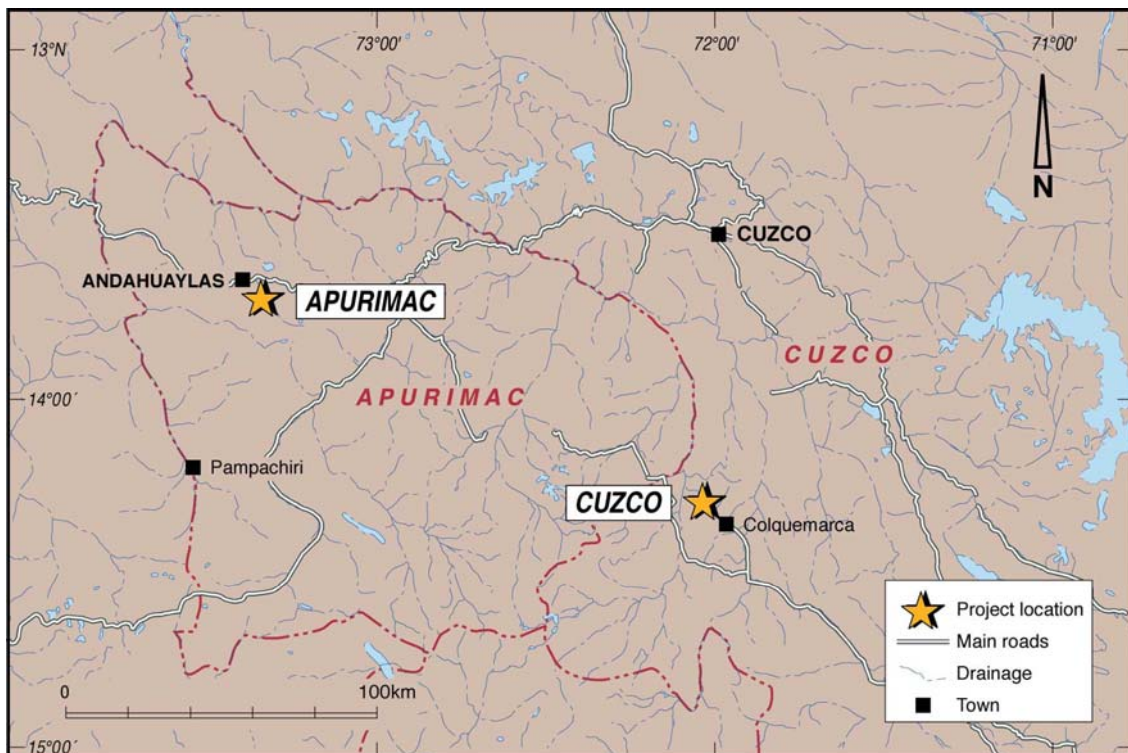 13°N
73°00'
72°00'
71°00'
N
CUZCO
ANDAHUAYLAS
APURIMAC
CUZCO
APURIMAC
14°00'
Pampachiri
CUZCO
Colquemarca
Project location
Main roads
Drainage
Town
0
100km
15°00'